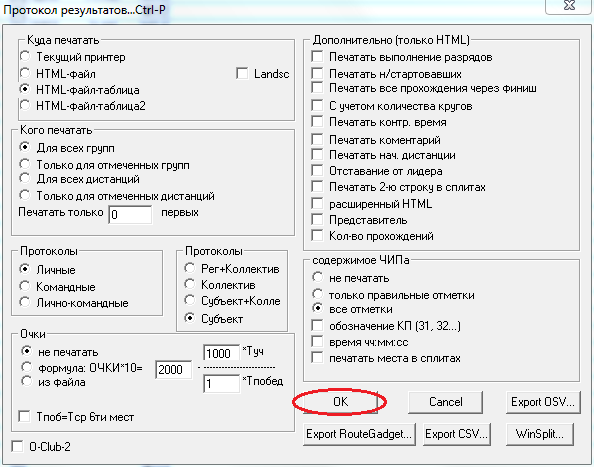 Протокол результатов...Ctrl-P
Куда печатать
Текущий принтер
HTML-файл
Landsc
HTML-файл-таблица
HTML-файл-таблица2
Кого печатать
Для всех групп
Только для отмеченных групп
Для всех дистанций
Только для отмеченных дистанций
Печатать только 0 первых
Протоколы
Личные
Командные
Лично-командные
Протоколы
Рег+Коллектив
Коллектив
Субъект+Колле
Субъект
Очки
не печатать
формула: ОЧКИ*10= 2000 - 1000 *Туч
из файла
1 *Тпобед
Тпоб=Тср 6ти мест
O-Club-2
Дополнительно (только HTML)
Печатать выполнение разрядов
Печатать н/стартовавших
Печатать все прохождения через Финиш
С учетом количества кругов
Печатать контр. время
Печатать коментарий
Печатать нач. дистанции
Отставание от лидера
Печатать 2-ю строку в сплитах
расширенный HTML
Представитель
Кол-во прохождений
содержимое ЧИПа
не печатать
только правильные отметки
все отметки
обозначение КП (31, 32...)
время чч:мм:сс
печатать места в сплитах
OK
Cancel
Export OSV...
Export RouteGadget...
Export CSV...
WinSplit...